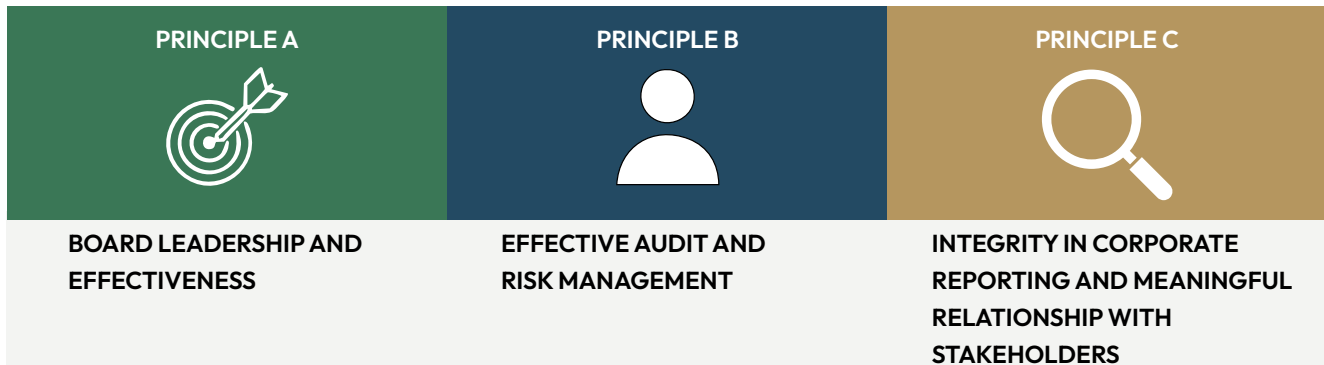 PRINCIPLE A
BOARD LEADERSHIP AND
EFFECTIVENESS
PRINCIPLE B
EFFECTIVE AUDIT AND
RISK MANAGEMENT
PRINCIPLE C
INTEGRITY IN CORPORATE
REPORTING AND MEANINGFUL
RELATIONSHIP WITH
STAKEHOLDERS